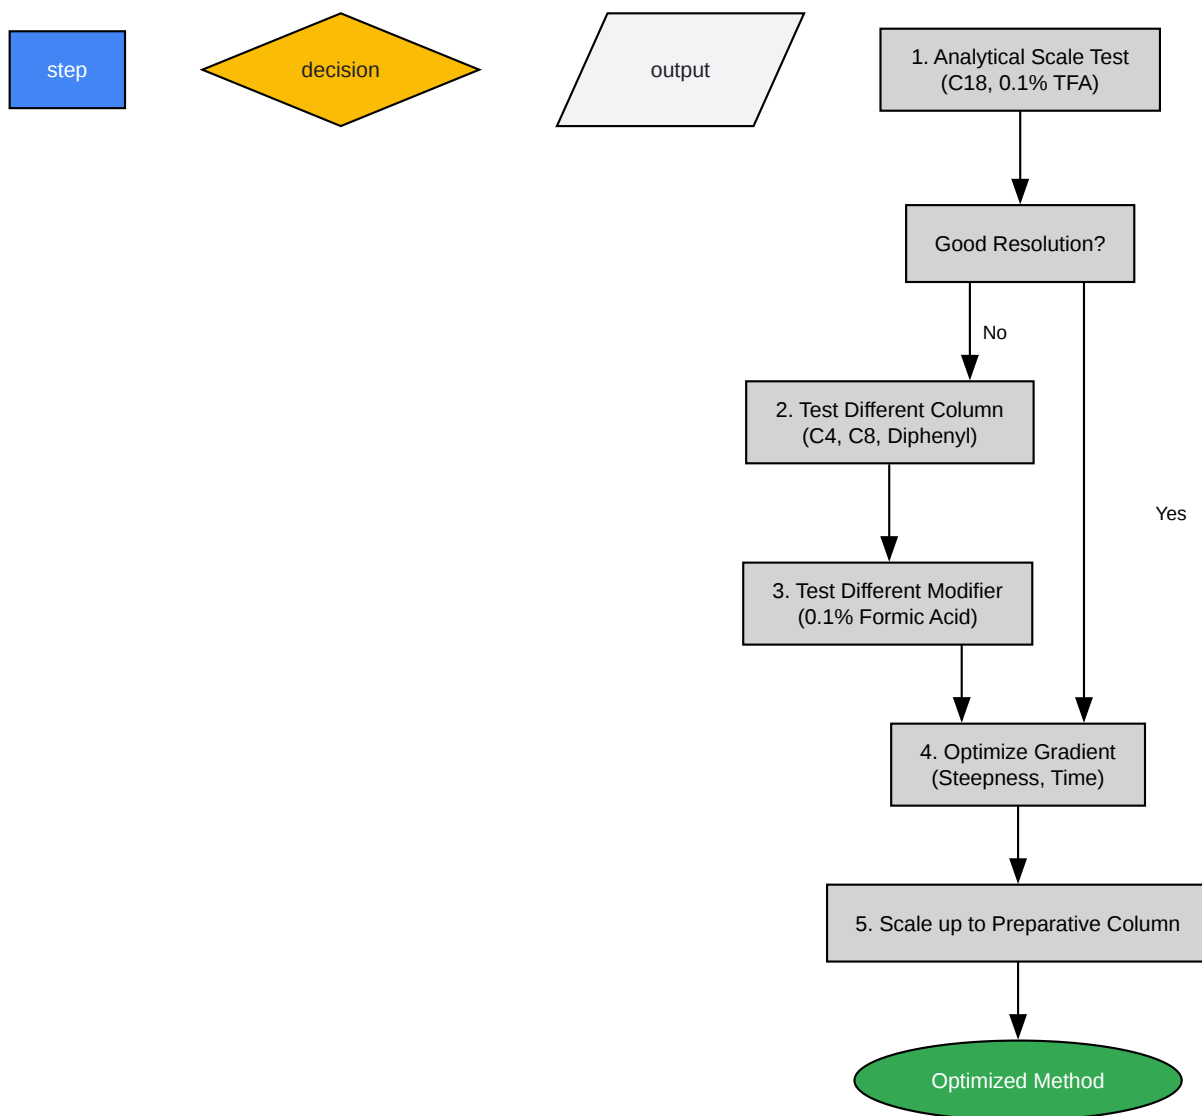 step
decision
output
1. Analytical Scale Test
(C18, 0.1% TFA)
Good Resolution?
No
2. Test Different Column
(C4, C8, Diphenyl)
Yes
3. Test Different Modifier
(0.1% Formic Acid)
4. Optimize Gradient
(Steepness, Time)
5. Scale up to Preparative Column
Optimized Method